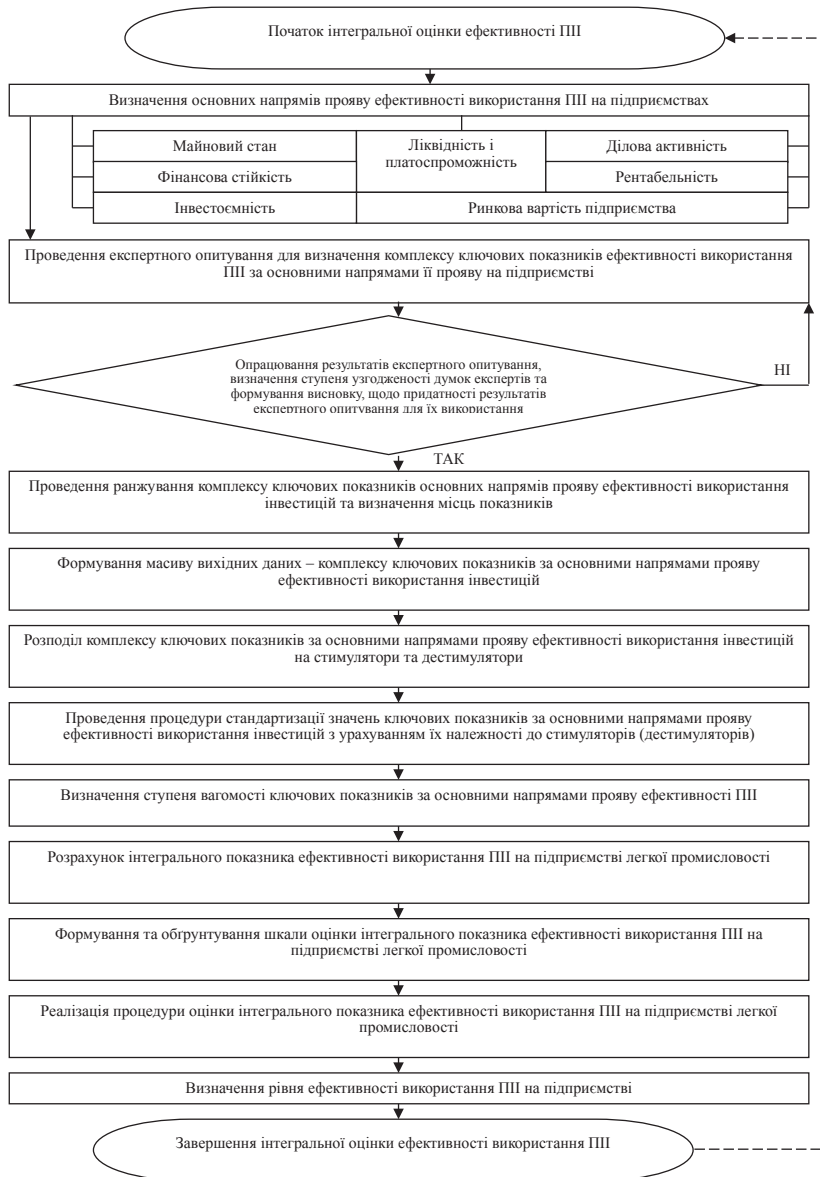 Початок інтегральної оцінки ефективності ПІІ
Визначення основних напрямів прояву ефективності використання ПІІ на підприємствах
Майновий стан
Ліквідність і
платоспроможність
Ділова активність
Фінансова стійкість
Рентабельність
Інвестоємність
Ринкова вартість підприємства
Проведення експертного опитування для визначення комплексу ключових показників ефективності використання
ПІІ за основними напрямами її прояву на підприємстві
Опрацювання результатів експертного опитування,
визначення ступеня узгодженості думок експертів та
формування висновку, щодо придатності результатів
експертного опитування для їх використання
НІ
ТАК
Проведення ранжування комплексу ключових показників основних напрямів прояву ефективності використання
інвестицій та визначення місць показників
Формування масиву вихідних даних – комплексу ключових показників за основними напрямами прояву
ефективності використання інвестицій
Розподіл комплексу ключових показників за основними напрямами прояву ефективності використання інвестицій
на стимулятори та дестимулятори
Проведення процедури стандартизації значень ключових показників за основними напрямами прояву
ефективності використання інвестицій з урахуванням їх належності до стимуляторів (дестимуляторів)
Визначення ступеня вагомості ключових показників за основними напрямами прояву ефективності ПІІ
Розрахунок інтегрального показника ефективності використання ПІІ на підприємстві легкої промисловості
Формування та обґрунтування шкали оцінки інтегрального показника ефективності використання ПІІ на
підприємстві легкої промисловості
Реалізація процедури оцінки інтегрального показника ефективності використання ПІІ на підприємстві легкої
промисловості
Визначення рівня ефективності використання ПІІ на підприємстві
Завершення інтегральної оцінки ефективності використання ПІІ